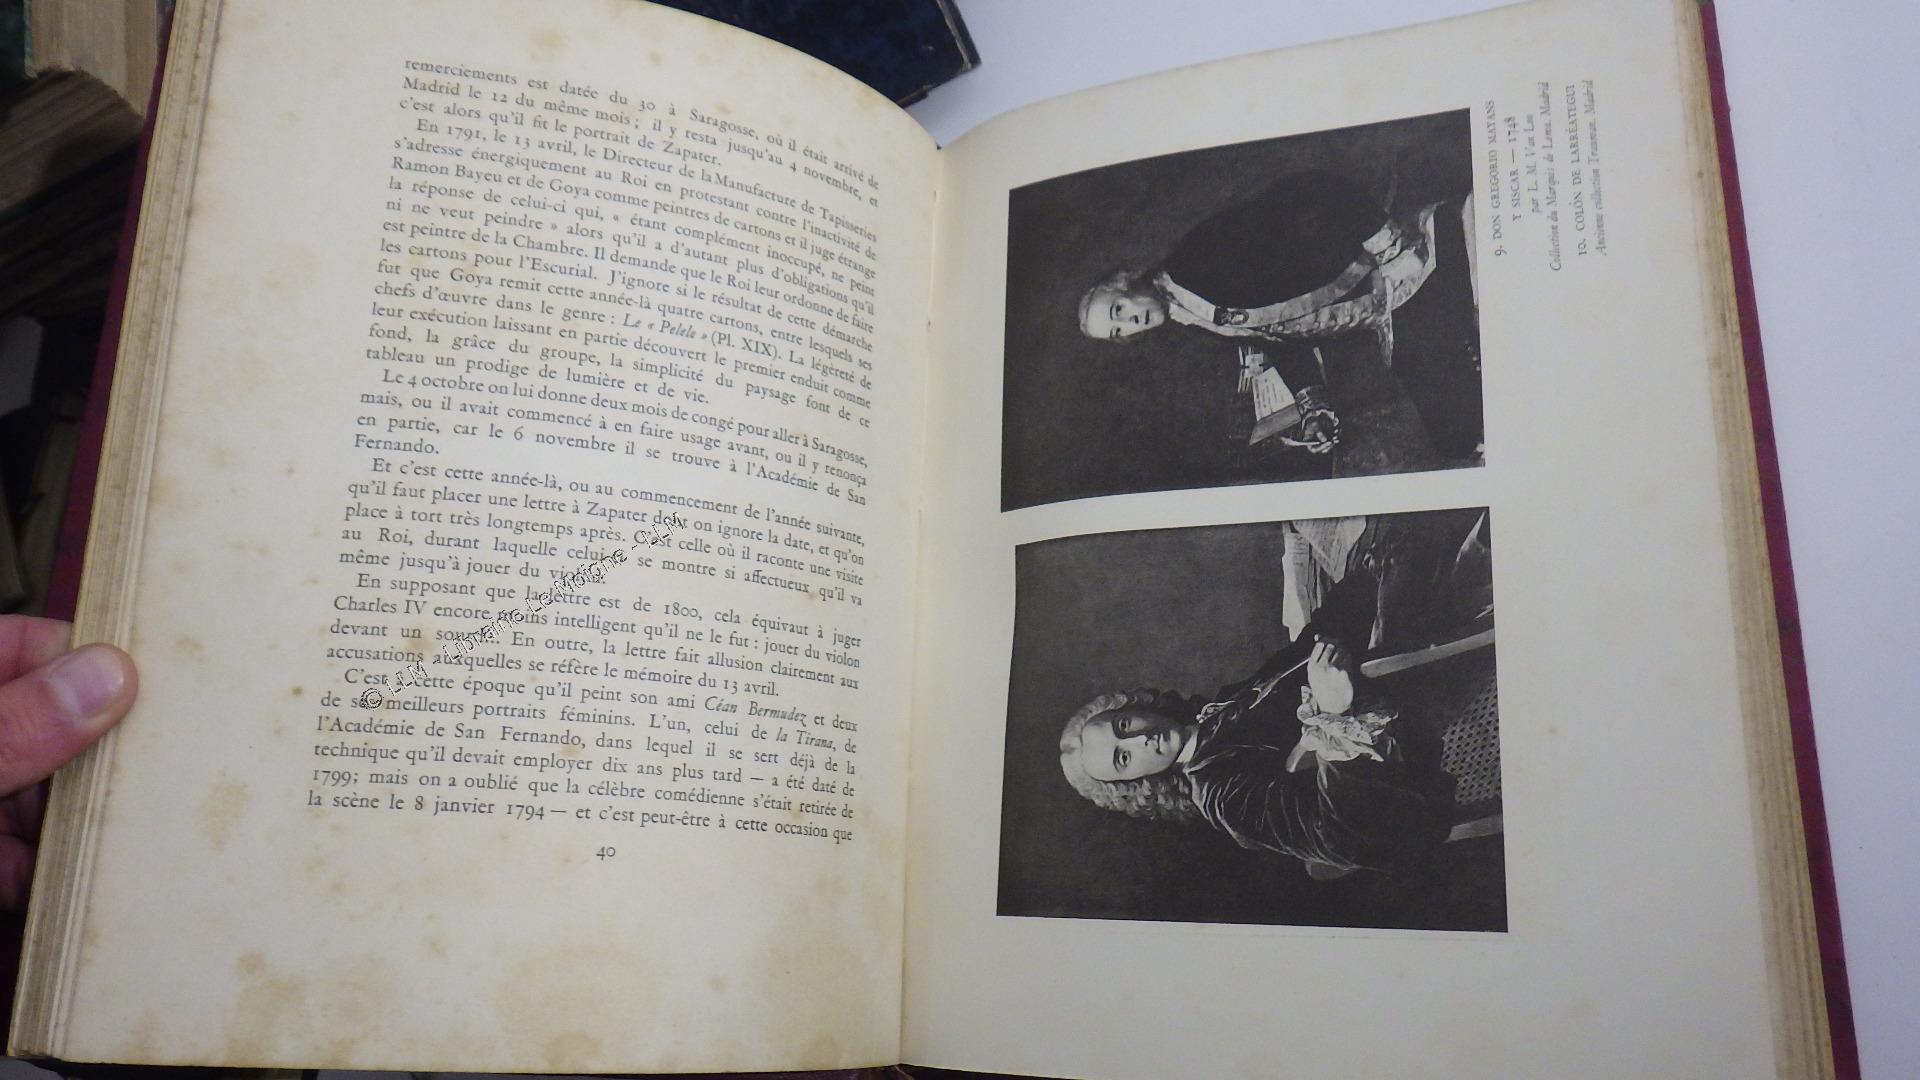 remerciements est datée du 30 à Saragosse, où il était arrivé de
Madrid le 12 du même mois ; il y resta jusqu'au 4 novembre, et
c'est alors qu'il fit le portrait de Zapater.
En 1791, le 13 avril, le Directeur de la Manufacture de Tapisseries
s'adresse énergiquement au Roi en protestant contre l'inactivité de
Ramon Bayeu et de Goya comme peintres de cartons et il juge étrange
la réponse de celui-ci qui, « étant complément inoccupé, ne peint
ni ne veut peindre » alors qu'il a d'autant plus d'obligations qu'il
est peintre de la Chambre. Il demande que le Roi leur ordonne de faire
les cartons pour l'Escurial. J'ignore si le résultat de cette démarche
fut que Goya remit cette année-là quatre cartons, entre lesquels ses
chefs d'œuvre dans le genre : Le « Pelele » (Pl. XIX). La légèreté de
leur exécution laissant en partie découvert le premier enduit comme
fond, la grâce du groupe, la simplicité du paysage font de ce
tableau un prodige de lumière et de vie.
Le 4 octobre on lui donne deux mois de congé pour aller à Saragosse,
mais, ou il avait commencé à en faire usage avant, ou il y renonça
en partie, car le 6 novembre il se trouve à l'Académie de San
Fernando.
Et c'est cette année-là, ou au commencement de l'année suivante,
qu'il faut placer une lettre à Zapater dont on ignore la date, et qu'on
place à tort très longtemps après. C'est celle où il raconte une visite
au Roi, durant laquelle celui-ci se montre si affectueux qu'il va
même jusqu'à jouer du violon.
En supposant que la lettre est de 1800, cela équivaut à juger
Charles IV encore moins intelligent qu'il ne le fut : jouer du violon
devant un sourd... En outre, la lettre fait allusion clairement aux
accusations auxquelles se réfère le mémoire du 13 avril.
C'est à cette époque qu'il peint son ami Céan Bermudez et deux
de ses meilleurs portraits féminins. L'un, celui de la Tirana, de
l'Académie de San Fernando, dans lequel il se sert déjà de la
technique qu'il devait employer dix ans plus tard — a été daté de
1799; mais on a oublié que la célèbre comédienne s'était retirée de
la scène le 8 janvier 1794 — et c'est peut-être à cette occasion que
40
© LLM - Librairie Le Moigne - LLM
9. DON GREGORIO MAYANS
Y SISCAR — 1748
par L. M. Van Loo
Collection du Marquis de Lema. Madrid
10. COLÓN DE LARRÉATEGUI
Ancienne collection Traumann. Madrid